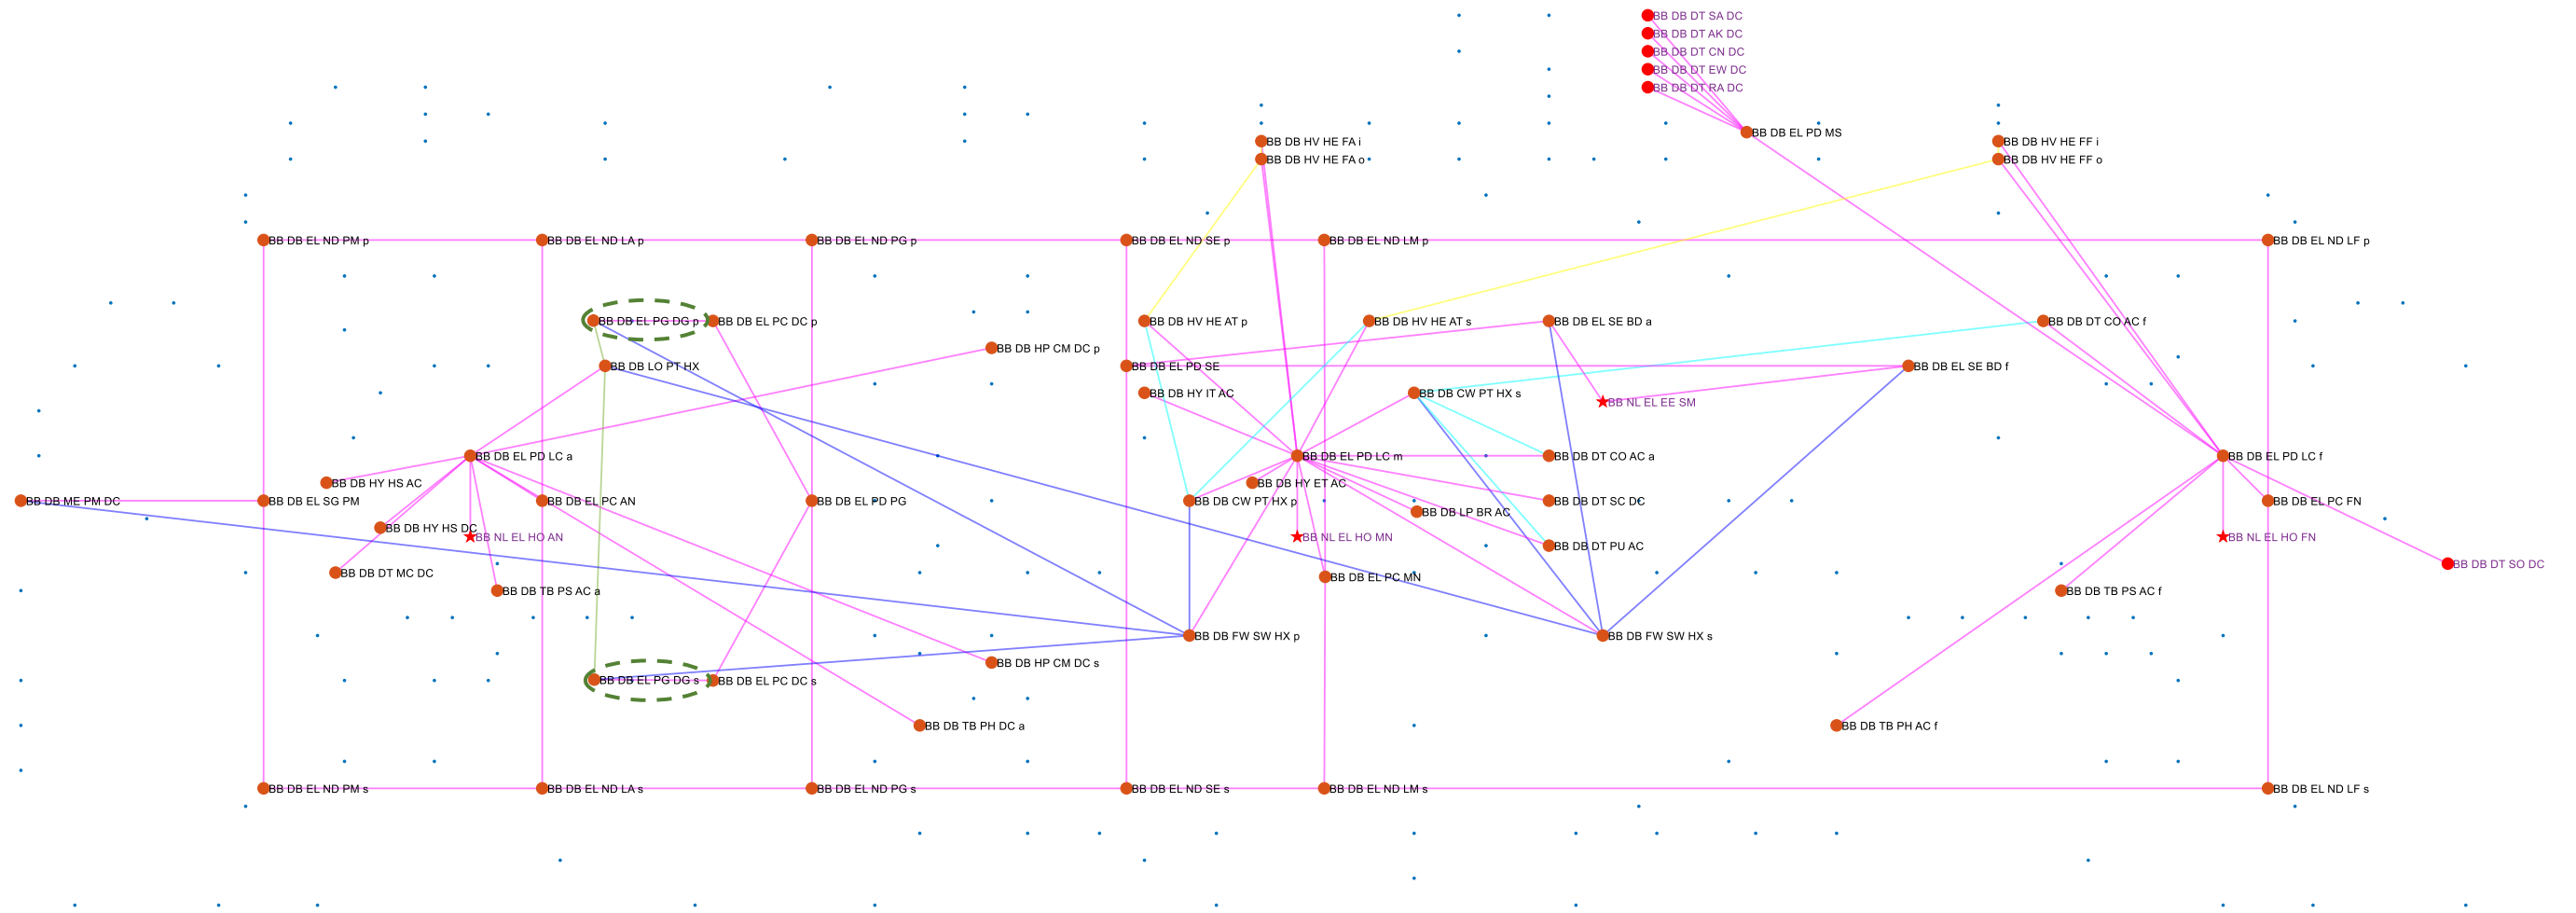 BB DB DT SA DC
BB DB DT AK DC
BB DB DT CN DC
BB DB DT EW DC
BB DB DT RA DC
BB DB EL PD MS
BB DB HV HE FA i
BB DB HV HE FF i
BB DB HV HE FA o
BB DB HV HE FF o
BB DB EL ND PM p
BB DB EL ND LA p
BB DB EL ND PG p
BB DB EL ND SE p
BB DB EL ND LM p
BB DB EL ND LF p
BB DB EL PG DG p
BB DB EL PC DC p
BB DB HV HE AT p
BB DB HV HE AT s
BB DB EL SE BD a
BB DB DT CO AC f
BB DB HP CM DC p
BB DB LO PT HX
BB DB EL PD SE
BB DB EL SE BD f
BB DB HY IT AC
BB DB CW PT HX s
BB NL EL EE SM
BB DB EL PD LC a
BB DB EL PD LC m
BB DB DT CO AC a
BB DB EL PD LC f
BB DB HY HS AC
BB DB HY ET AC
BB DB ME PM DC
BB DB EL SG PM
BB DB EL PC AN
BB DB EL PD PG
BB DB CW PT HX p
BB DB DT SC DC
BB DB EL PC FN
BB DB LP BR AC
BB DB HY HS DC
BB NL EL HO AN
BB NL EL HO MN
BB NL EL HO FN
BB DB DT PU AC
BB DB DT SO DC
BB DB DT MC DC
BB DB EL PC MN
BB DB TB PS AC a
BB DB TB PS AC f
BB DB FW SW HX p
BB DB FW SW HX s
BB DB HP CM DC s
BB DB EL PG DG s
BB DB EL PC DC s
BB DB TB PH DC a
BB DB TB PH AC f
BB DB EL ND PM s
BB DB EL ND LA s
BB DB EL ND PG s
BB DB EL ND SE s
BB DB EL ND LM s
BB DB EL ND LF s